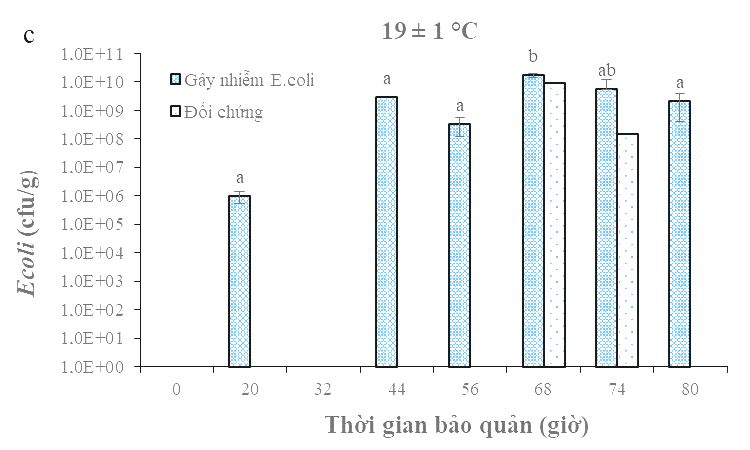 c
19 ± 1 °C
1.0E+11
1.0E+10
1.0E+09
1.0E+08
1.0E+07
1.0E+06
1.0E+05
1.0E+04
1.0E+03
1.0E+02
1.0E+01
1.0E+00
Ecoli (cfu/g)
Gây nhiễm E.coli
Đối chứng
a
a
a
b
ab
a
0 20 32 44 56 68 74 80
Thời gian bảo quản (giờ)